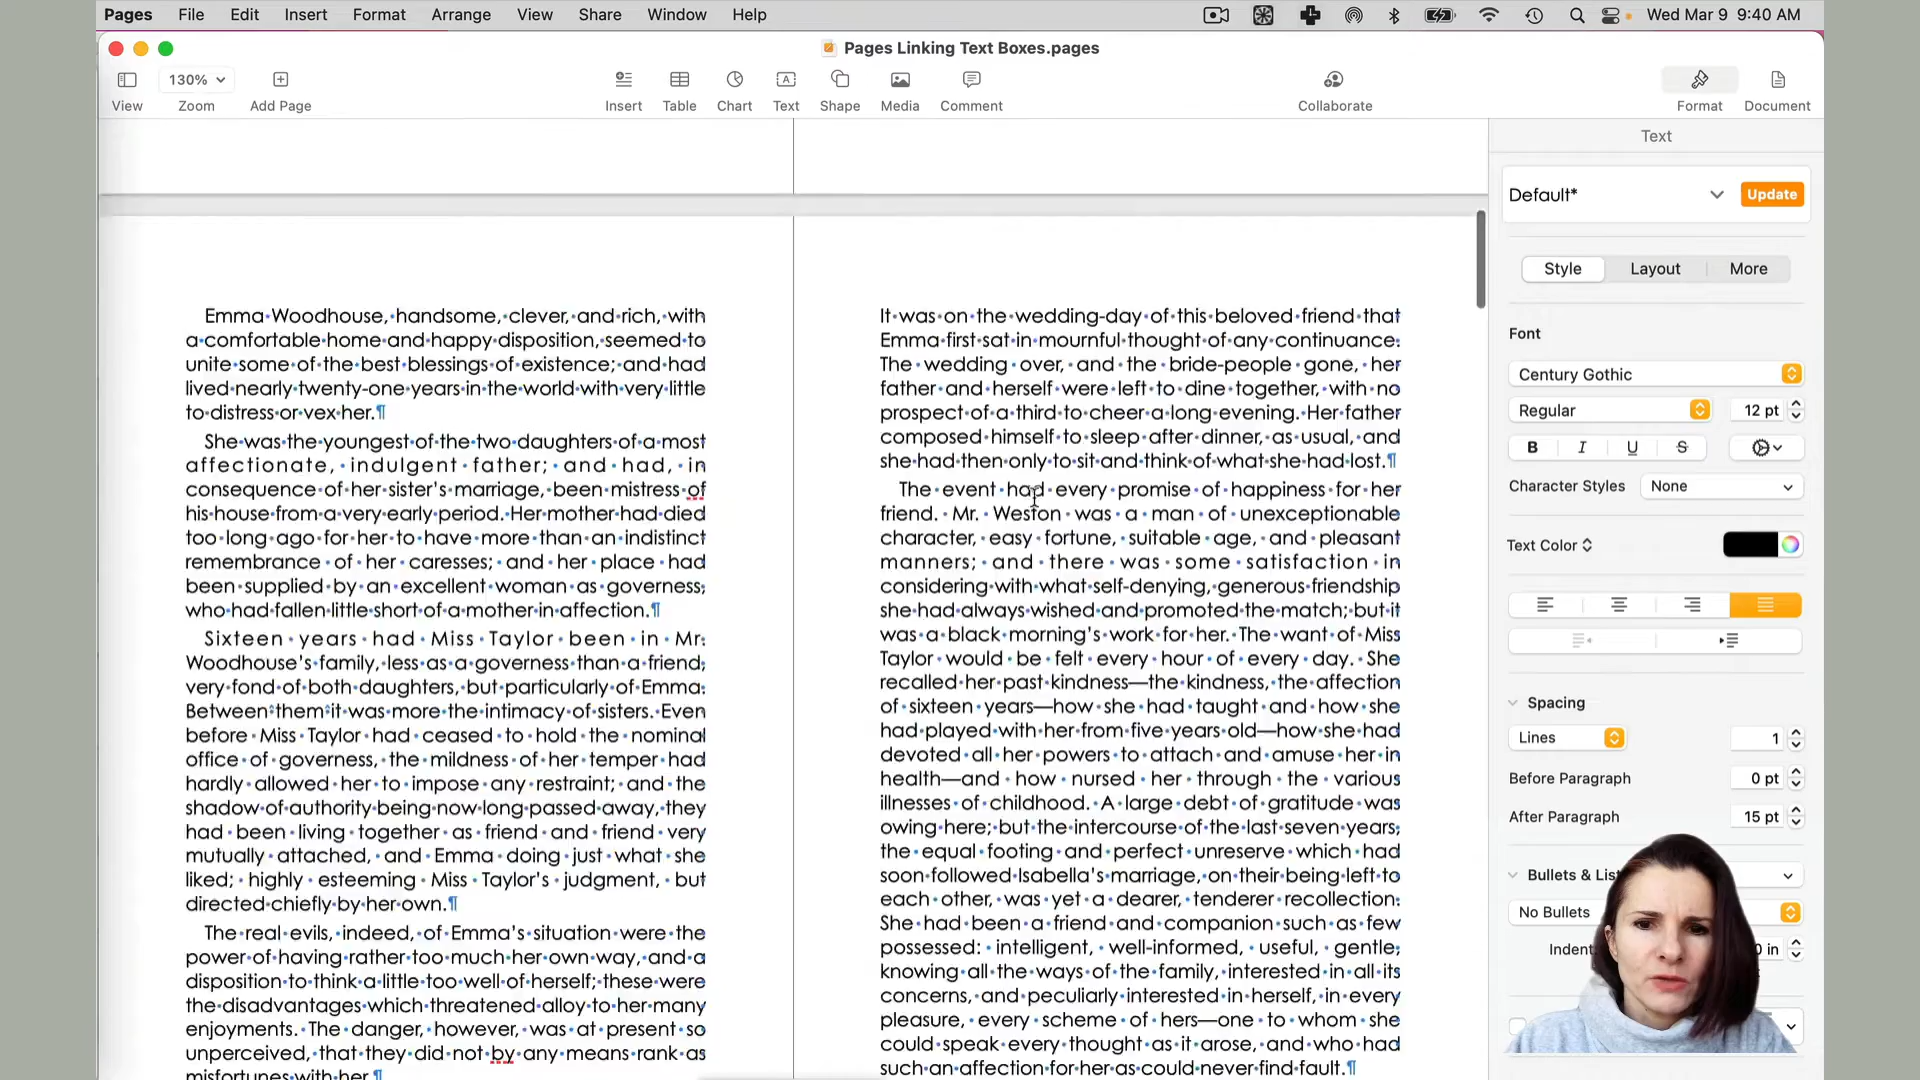 Pages File Edit Insert Format Arrange View Share Window Help Wed Mar 9 9:40 AM
Pages Linking Text Boxes.pages
130%
View Zoom Add Page Insert Table Chart Text Shape Media Comment Collaborate Format Document
Emma Woodhouse, handsome, clever, and rich, with
a comfortable home and happy disposition, seemed to
unite some of the best blessings of existence; and had
lived nearly twenty-one years in the world with very little
to distress or vex her.¶
She was the youngest of the two daughters of a most
affectionate, indulgent father; and had, in
consequence of her sister's marriage, been mistress of
his house from a very early period. Her mother had died
too long ago for her to have more than an indistinct
remembrance of her caresses; and her place had
been supplied by an excellent woman as governess,
who had fallen little short of a mother in affection.¶
Sixteen years had Miss Taylor been in Mr.
Woodhouse's family, less as a governess than a friend,
very fond of both daughters, but particularly of Emma.
Between them it was more the intimacy of sisters. Even
before Miss Taylor had ceased to hold the nominal
office of governess, the mildness of her temper had
hardly allowed her to impose any restraint; and the
shadow of authority being now long passed away, they
had been living together as friend and friend very
mutually attached, and Emma doing just what she
liked; highly esteeming Miss Taylor's judgment, but
directed chiefly by her own.¶
The real evils, indeed, of Emma's situation were the
power of having rather too much her own way, and a
disposition to think a little too well of herself; these were
the disadvantages which threatened alloy to her many
enjoyments. The danger, however, was at present so
unperceived, that they did not by any means rank as
misfortunes with her.¶
It was on the wedding-day of this beloved friend that
Emma first sat in mournful thought of any continuance.
The wedding over, and the bride-people gone, her
father and herself were left to dine together, with no
prospect of a third to cheer a long evening. Her father
composed himself to sleep after dinner, as usual, and
she had then only to sit and think of what she had lost.¶
The event had every promise of happiness for her
friend. Mr. Weston was a man of unexceptionable
character, easy fortune, suitable age, and pleasant
manners; and there was some satisfaction in
considering with what self-denying, generous friendship
she had always wished and promoted the match; but it
was a black morning's work for her. The want of Miss
Taylor would be felt every hour of every day. She
recalled her past kindness—the kindness, the affection
of sixteen years—how she had taught and how she
had played with her from five years old—how she had
devoted all her powers to attach and amuse her in
health—and how nursed her through the various
illnesses of childhood. A large debt of gratitude was
owing here; but the intercourse of the last seven years,
the equal footing and perfect unreserve which had
soon followed Isabella's marriage, on their being left to
each other, was yet a dearer, tenderer recollection.
She had been a friend and companion such as few
possessed: intelligent, well-informed, useful, gentle,
knowing all the ways of the family, interested in all its
concerns, and peculiarly interested in herself, in every
pleasure, every scheme of hers—one to whom she
could speak every thought as it arose, and who had
such an affection for her as could never find fault.¶
Text
Default* Update
Style Layout More
Font
Century Gothic
Regular 12 pt
B I U S
Character Styles None
Text Color
Spacing
Lines 1
Before Paragraph 0 pt
After Paragraph 15 pt
Bullets & List
No Bullets
Indent: 0 in